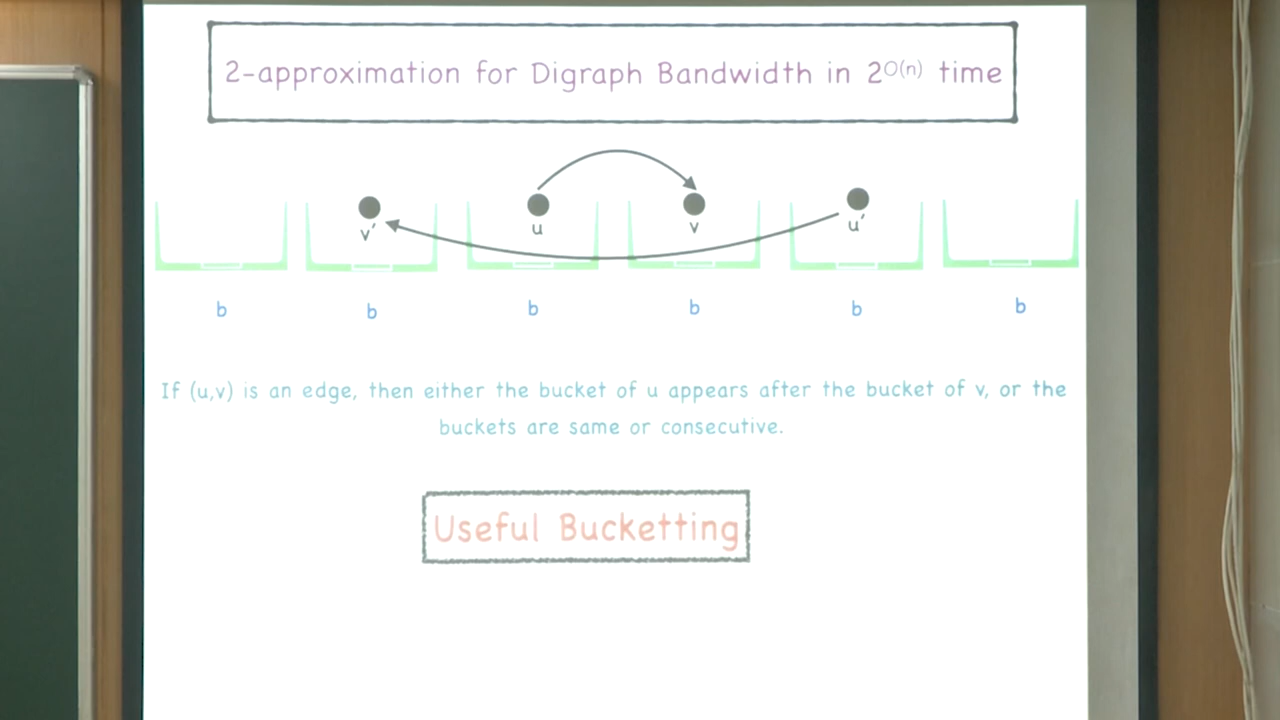 2-approximation for Digraph Bandwidth in 2^O(n) time
v′ u v u′
b b b b b b
If (u,v) is an edge, then either the bucket of u appears after the bucket of v, or the
buckets are same or consecutive.
Useful Bucketting